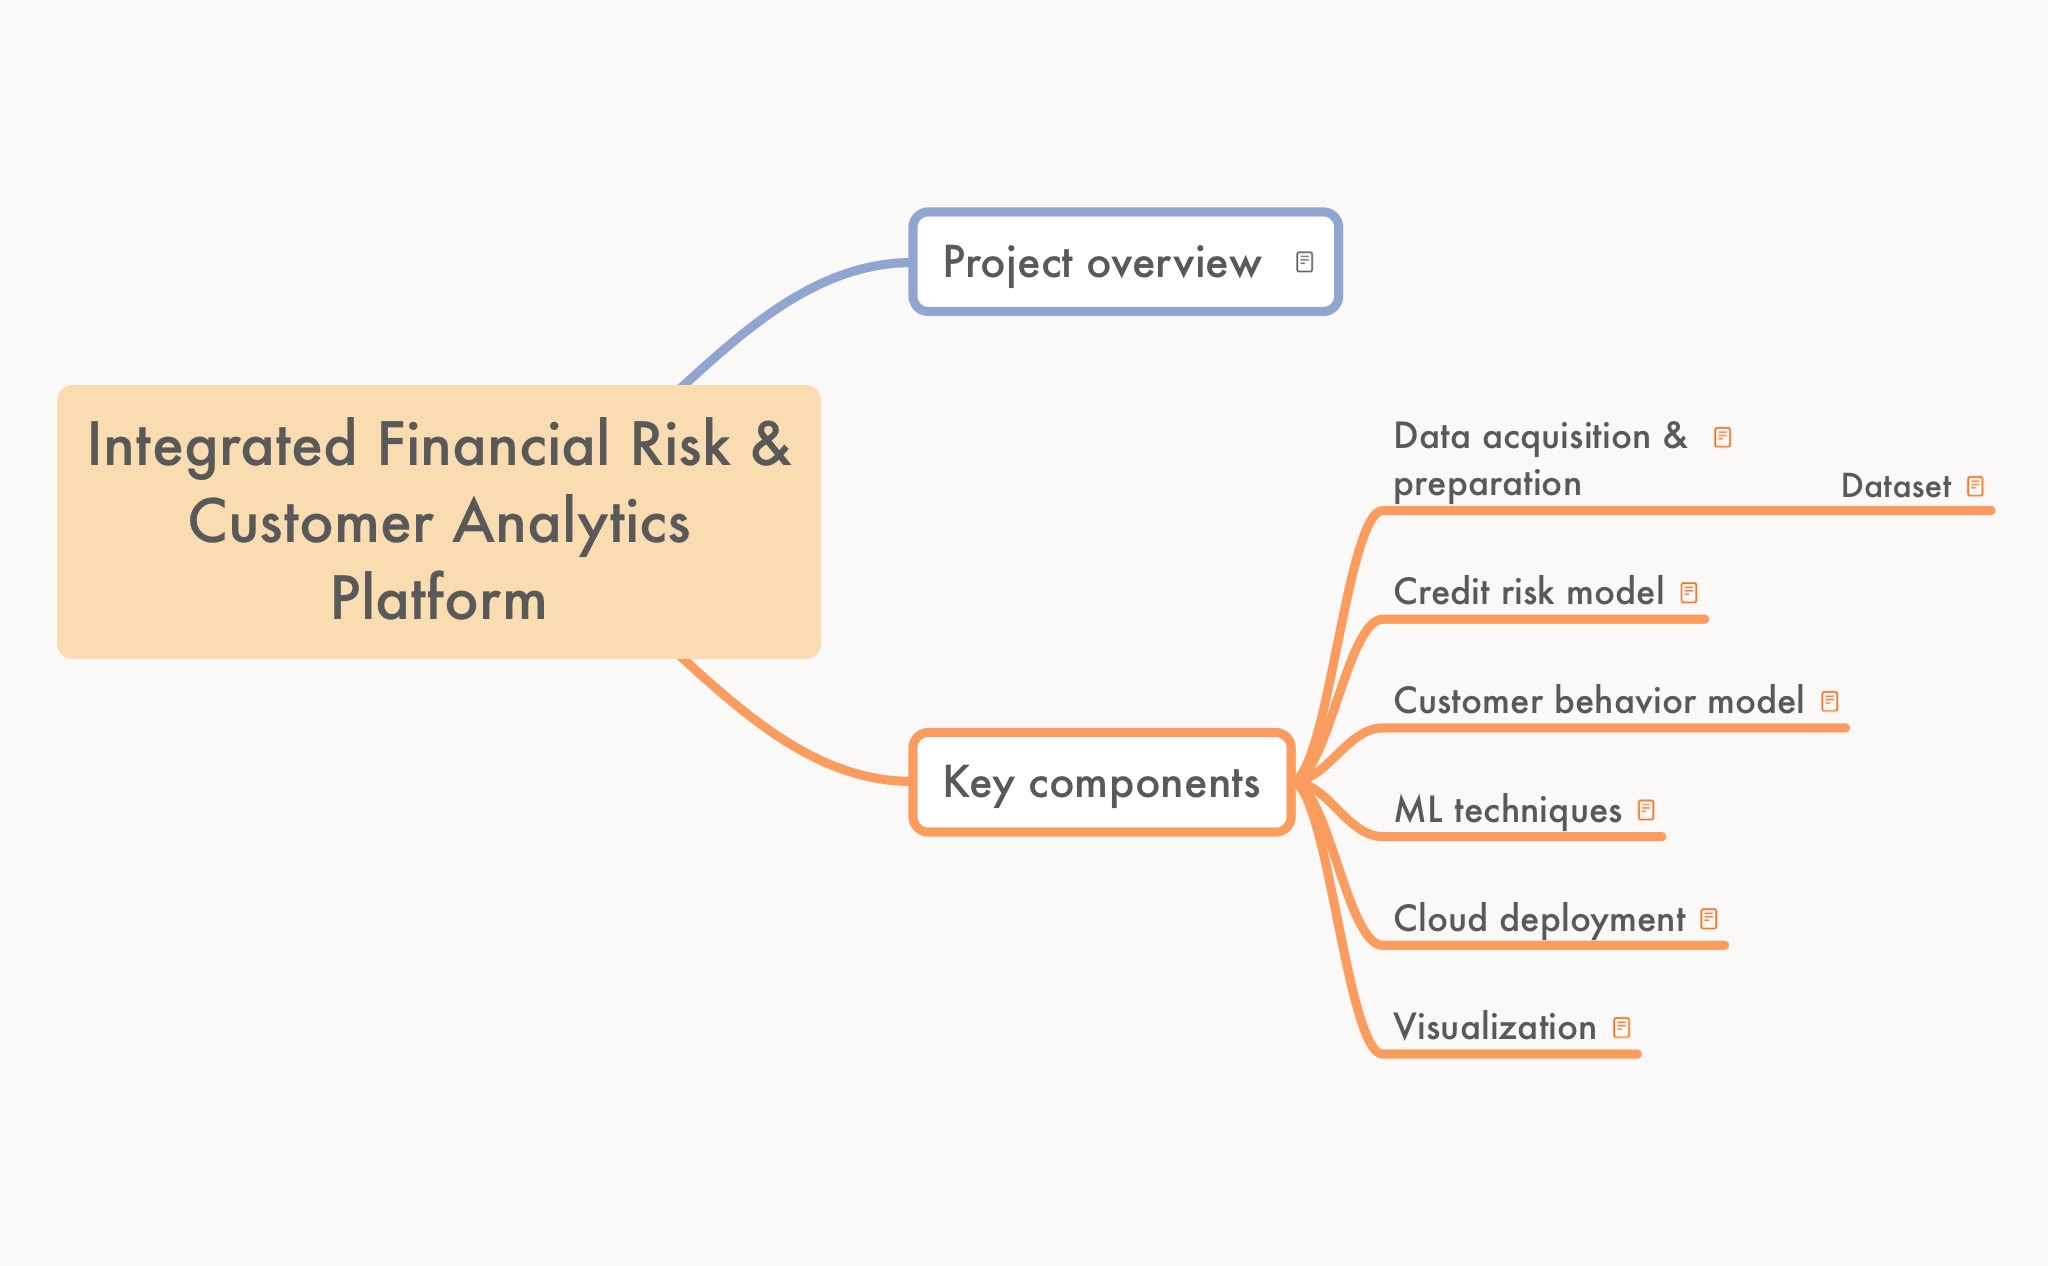 Project overview
Integrated Financial Risk &
Customer Analytics
Platform
Data acquisition &
preparation
Dataset
Credit risk model
Customer behavior model
Key components
ML techniques
Cloud deployment
Visualization